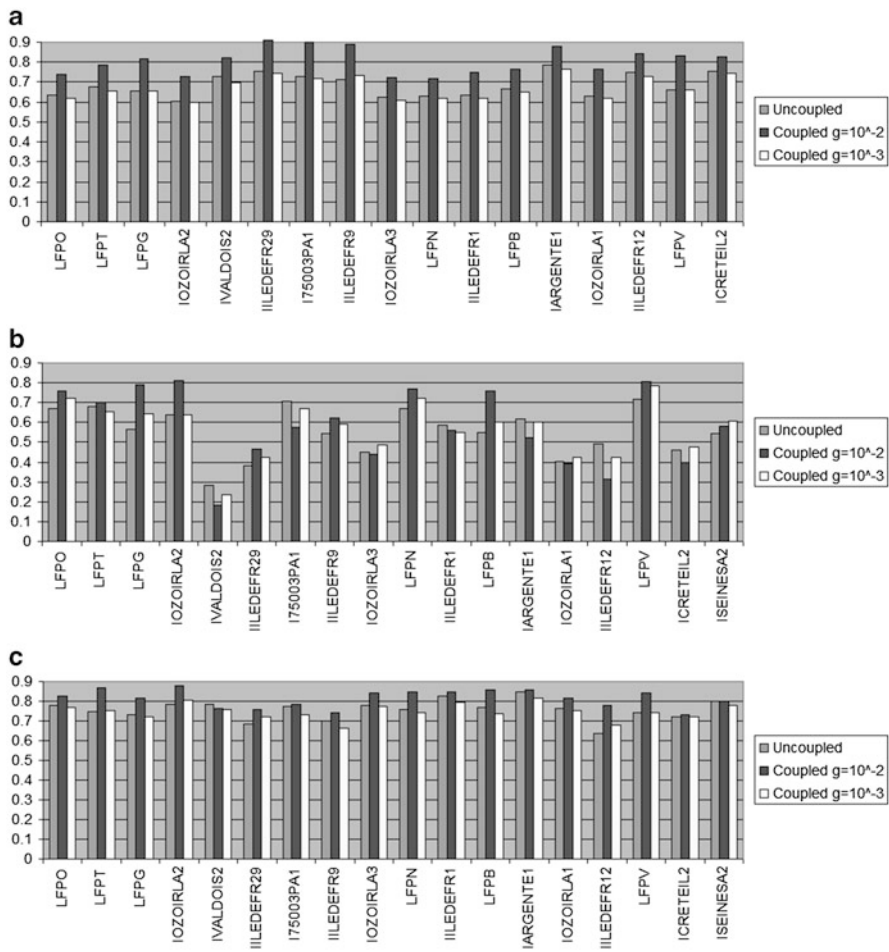 a
0.9
0.8
0.7
0.6
0.5
0.4
0.3
0.2
0.1
0
LFPO
LFPT
LFPG
IOZOIRLA2
IVALDOIS2
IILEDEFR29
I75003PA1
IILEDEFR9
IOZOIRLA3
LFPN
IILEDEFR1
LFPB
IARGENTE1
IOZOIRLA1
IILEDEFR12
LFPV
ICRETEIL2
Uncoupled
Coupled g=10^-2
Coupled g=10^-3
b
0.9
0.8
0.7
0.6
0.5
0.4
0.3
0.2
0.1
0
LFPO
LFPT
LFPG
IOZOIRLA2
IVALDOIS2
IILEDEFR29
I75003PA1
IILEDEFR9
IOZOIRLA3
LFPN
IILEDEFR1
LFPB
IARGENTE1
IOZOIRLA1
IILEDEFR12
LFPV
ICRETEIL2
ISEINESA2
Uncoupled
Coupled g=10^-2
Coupled g=10^-3
c
0.9
0.8
0.7
0.6
0.5
0.4
0.3
0.2
0.1
0
LFPO
LFPT
LFPG
IOZOIRLA2
IVALDOIS2
IILEDEFR29
I75003PA1
IILEDEFR9
IOZOIRLA3
LFPN
IILEDEFR1
LFPB
IARGENTE1
IOZOIRLA1
IILEDEFR12
LFPV
ICRETEIL2
ISEINESA2
Uncoupled
Coupled g=10^-2
Coupled g=10^-3